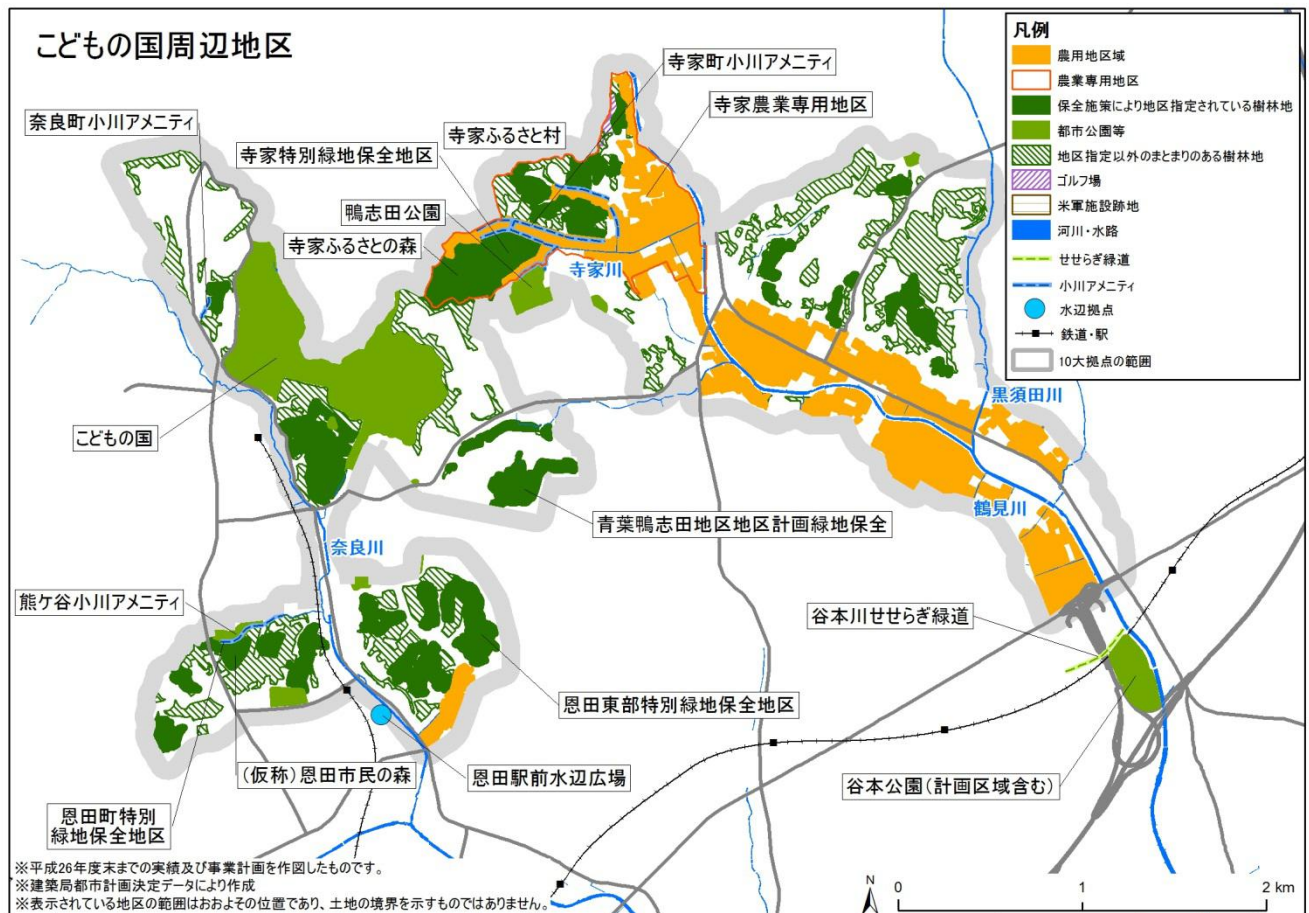 こどもの国周辺地区
凡例
農用地区域
農業専用地区
保全施策により地区指定されている樹林地
都市公園等
地区指定以外のまとまりのある樹林地
ゴルフ場
米軍施設跡地
河川・水路
せせらぎ緑道
小川アメニティ
水辺拠点
鉄道・駅
10大拠点の範囲
寺家町小川アメニティ
寺家農業専用地区
奈良町小川アメニティ
寺家ふるさと村
寺家特別緑地保全地区
鴨志田公園
寺家ふるさとの森
寺家川
黒須田川
こどもの国
青葉鴨志田地区地区計画緑地保全
鶴見川
奈良川
熊ケ谷小川アメニティ
谷本川せせらぎ緑道
恩田東部特別緑地保全地区
(仮称)恩田市民の森
恩田駅前水辺広場
谷本公園(計画区域含む)
恩田町特別
緑地保全地区
※平成26年度末までの実績及び事業計画を作図したものです。
※建築局都市計画決定データにより作成
※表示されている地区の範囲はおおよその位置であり、土地の境界を示すものではありません。
N
0 1 2 km